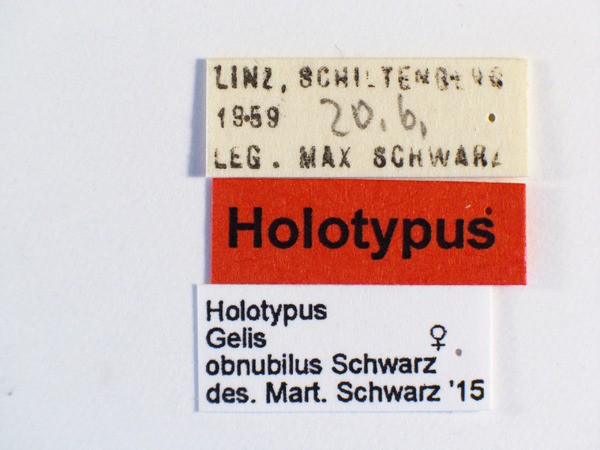 LINZ, SCHILTENBERG
1959 20.6.
LEG. MAX SCHWARZ
Holotypus
Holotypus
Gelis ♀
obnubilus Schwarz
des. Mart. Schwarz '15